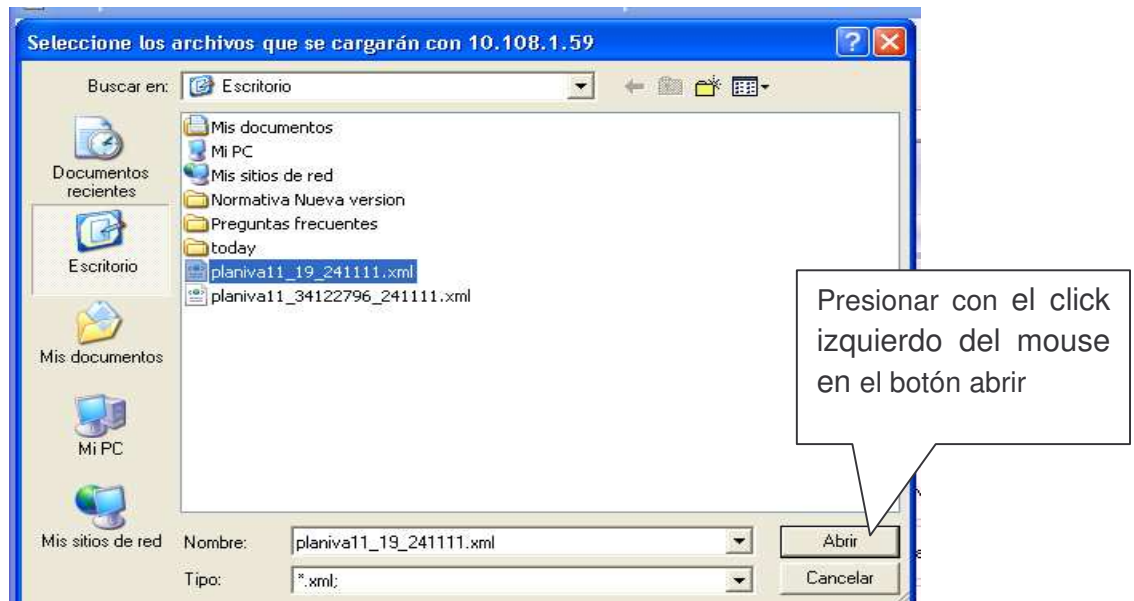 Seleccione los archivos que se cargarán con 10.108.1.59
Buscar en:
Escritorio
Documentos
recientes
Escritorio
Mis documentos
Mi PC
Mis sitios de red
Mis documentos
Mi PC
Mis sitios de red
Normativa Nueva version
Preguntas frecuentes
today
planiva11_19_241111.xml
planiva11_34122796_241111.xml
Presionar con el click
izquierdo del mouse
en el botón abrir
Nombre:
planiva11_19_241111.xml
Abrir
Tipo:
*.xml;
Cancelar